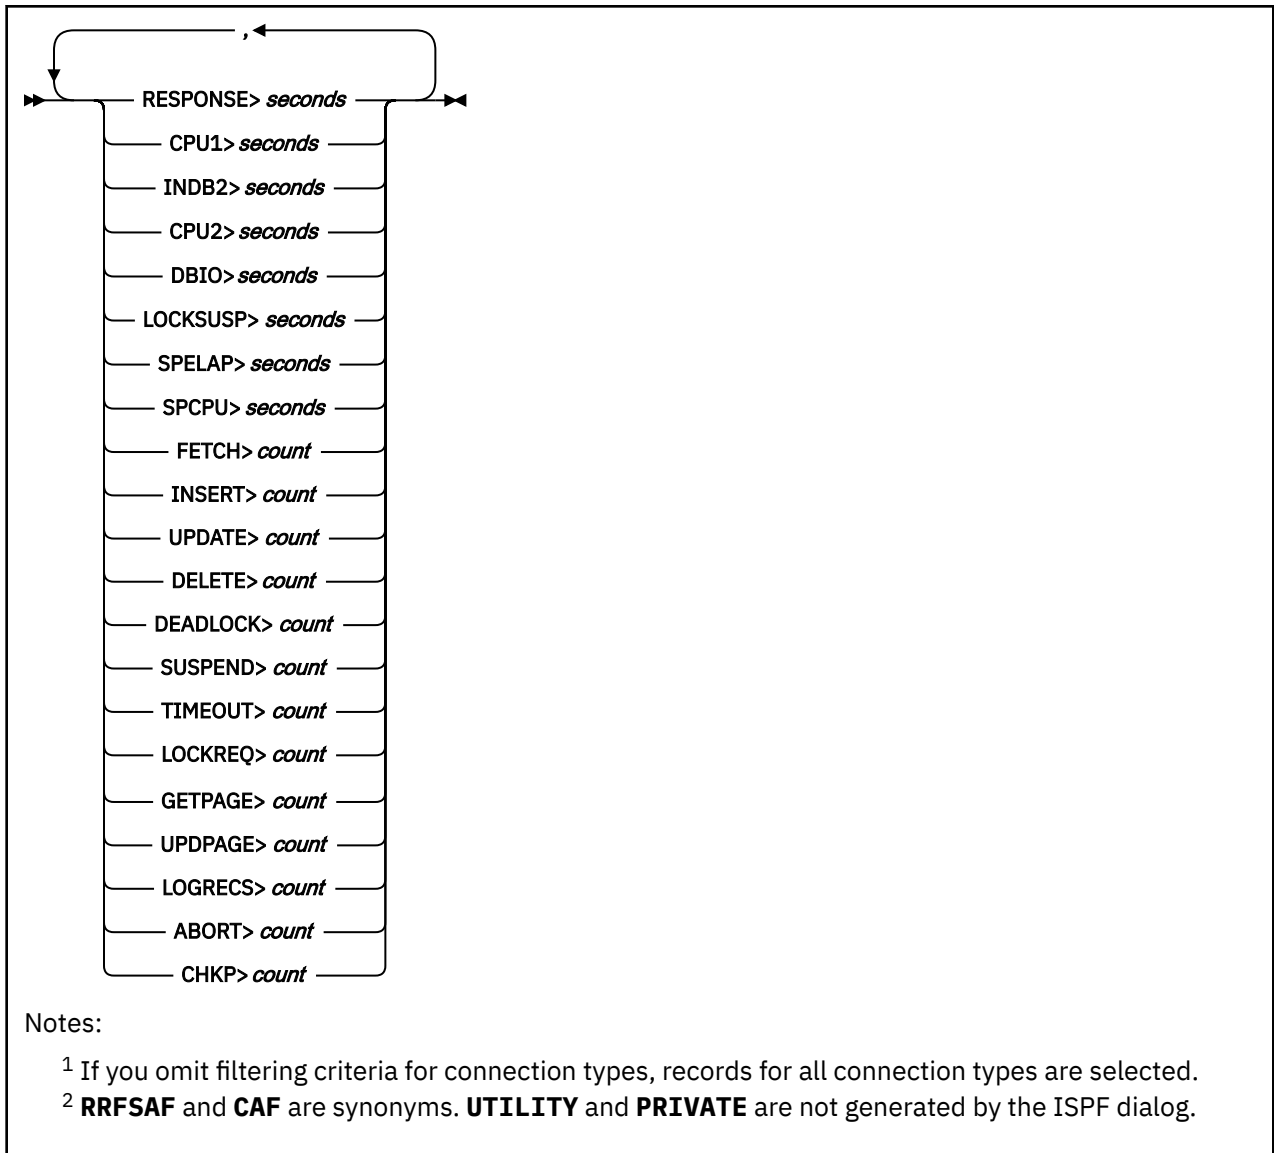 ,
RESPONSE> seconds
CPU1> seconds
INDB2> seconds
CPU2> seconds
DBIO> seconds
LOCKSUSP> seconds
SPELAP> seconds
SPCPU> seconds
FETCH> count
INSERT> count
UPDATE> count
DELETE> count
DEADLOCK> count
SUSPEND> count
TIMEOUT> count
LOCKREQ> count
GETPAGE> count
UPDPAGE> count
LOGRECS> count
ABORT> count
CHKP> count
Notes:
1 If you omit filtering criteria for connection types, records for all connection types are selected.
2 RRFSAF and CAF are synonyms. UTILITY and PRIVATE are not generated by the ISPF dialog.